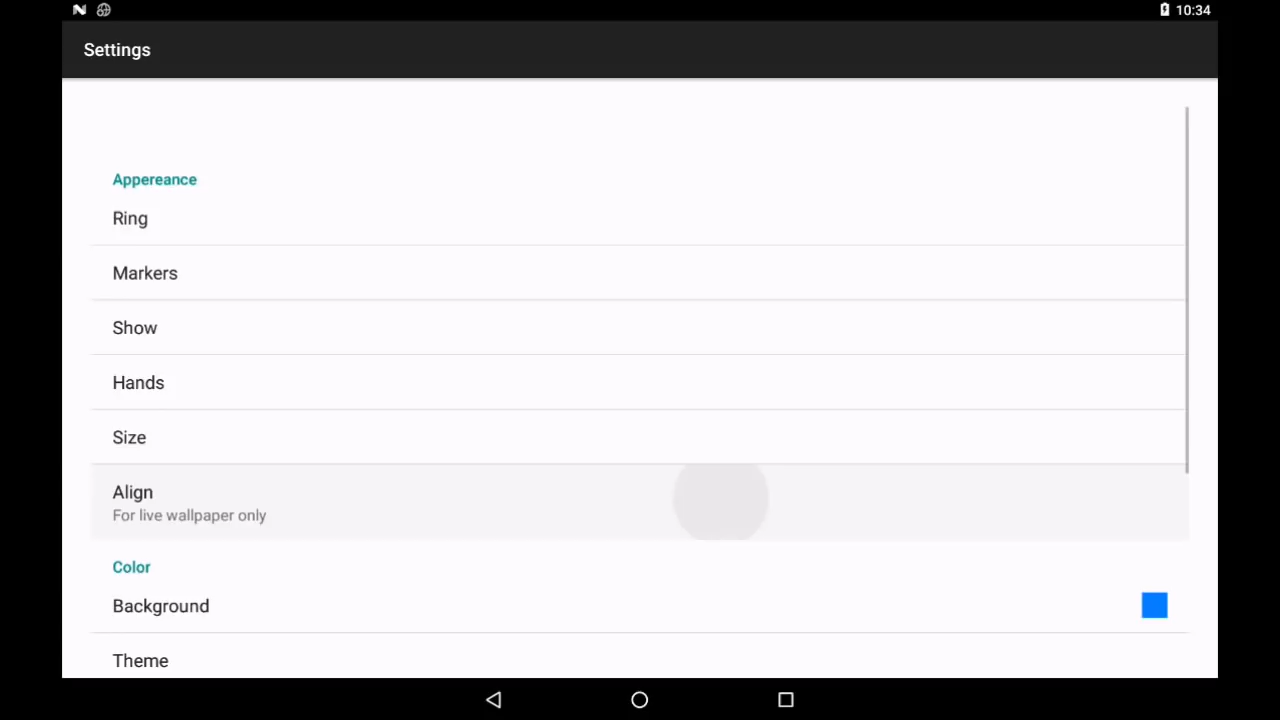 10:34
Settings
Appereance
Ring
Markers
Show
Hands
Size
Align
For live wallpaper only
Color
Background
Theme